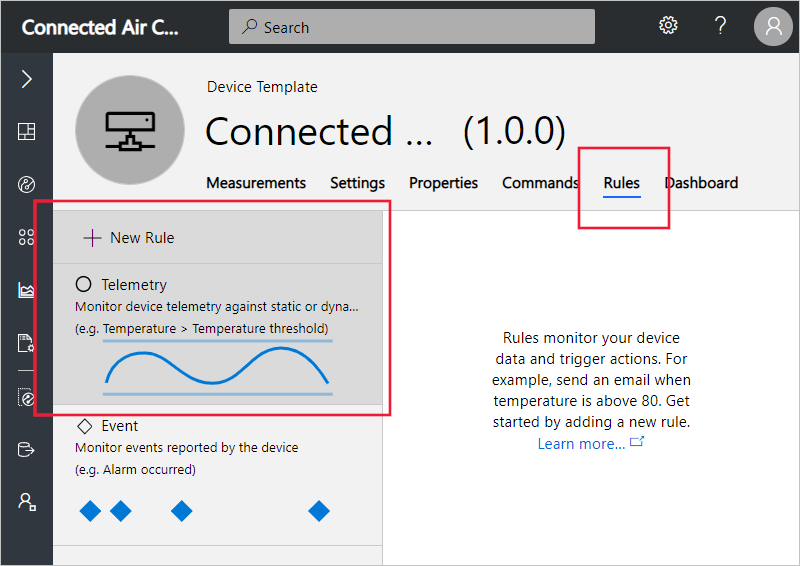 Connected Air C...
Search
?
Device Template
Connected ... (1.0.0)
Measurements Settings Properties Commands Rules Dashboard
New Rule
Telemetry
Monitor device telemetry against static or dyna...
(e.g. Temperature > Temperature threshold)
Event
Monitor events reported by the device
(e.g. Alarm occurred)
Rules monitor your device
data and trigger actions. For
example, send an email when
temperature is above 80. Get
started by adding a new rule.
Learn more...